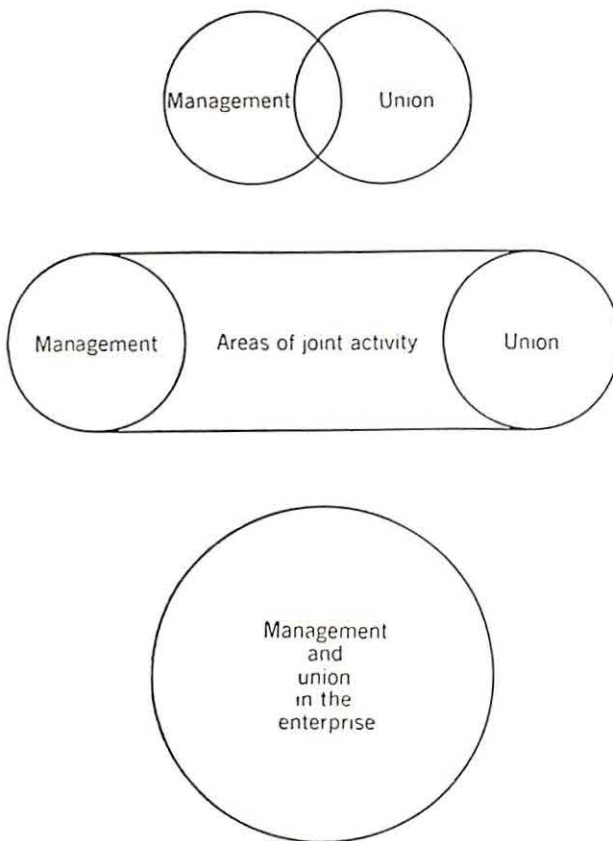 Management Union
Management Areas of joint activity Union
Management
and
union
in the
enterprise